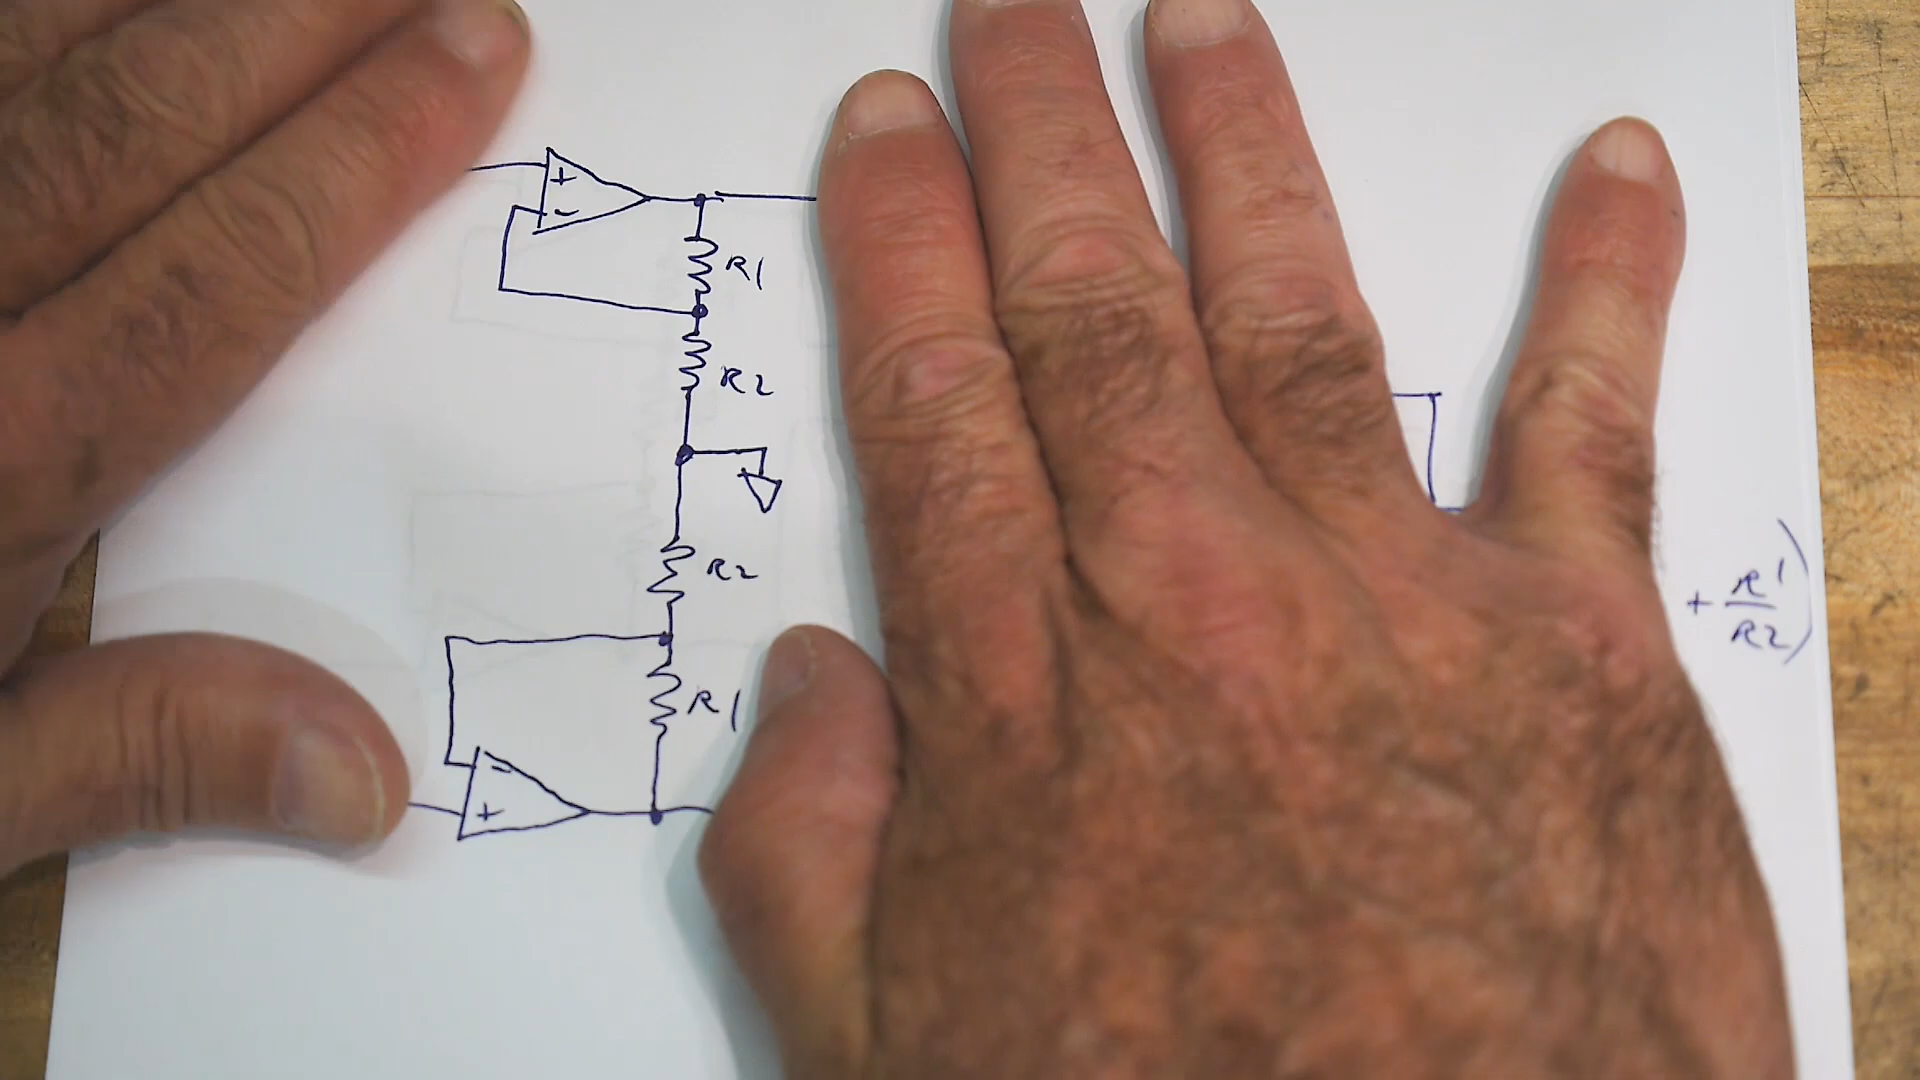 +
-
R1
R2
R2
+ R1
R2)
R1
-
+